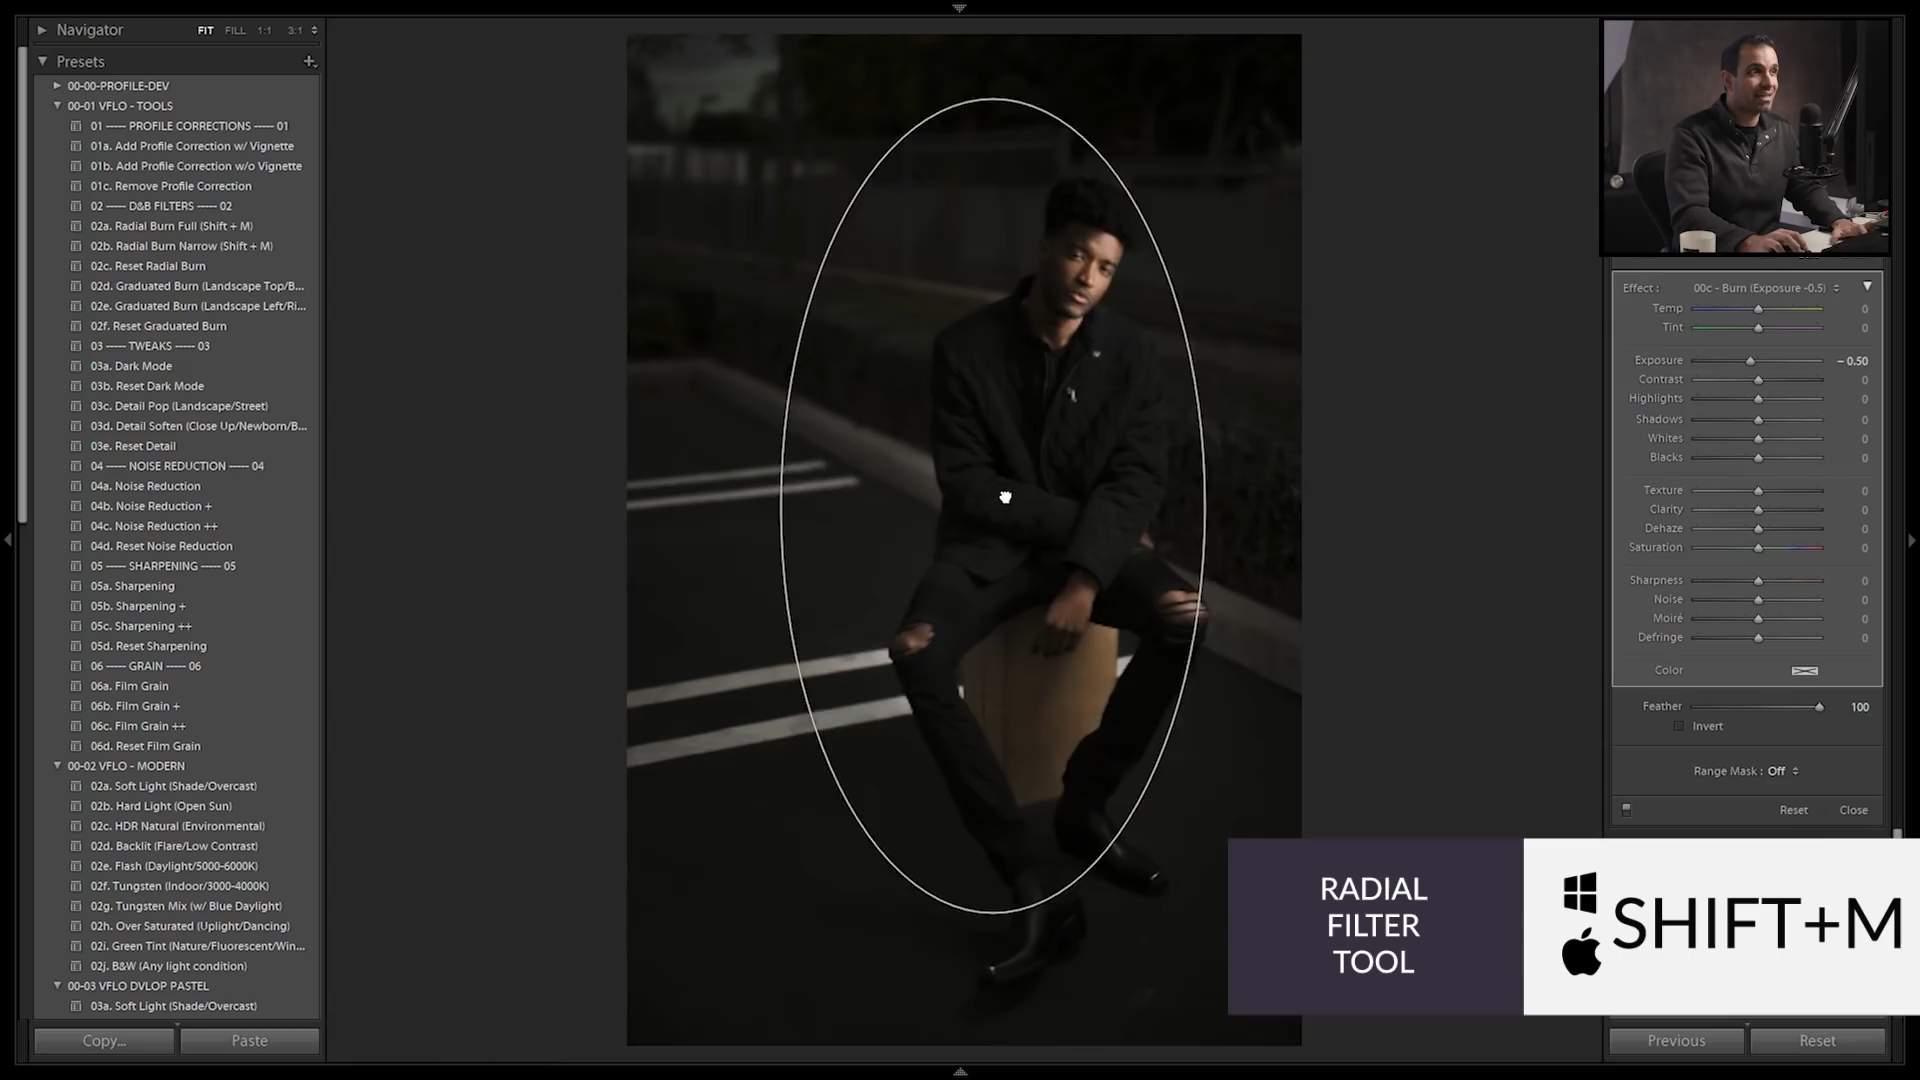 Navigator
FIT FILL 1:1 3:1
Presets
00-00-PROFILE-DEV
00-01 VFLO - TOOLS
01 ----- PROFILE CORRECTIONS ----- 01
01a. Add Profile Correction w/ Vignette
01b. Add Profile Correction w/o Vignette
01c. Remove Profile Correction
02 ----- D&B FILTERS ----- 02
02a. Radial Burn Full (Shift + M)
02b. Radial Burn Narrow (Shift + M)
02c. Reset Radial Burn
02d. Graduated Burn (Landscape Top/B...
02e. Graduated Burn (Landscape Left/Ri...
02f. Reset Graduated Burn
03 ----- TWEAKS ----- 03
03a. Dark Mode
03b. Reset Dark Mode
03c. Detail Pop (Landscape/Street)
03d. Detail Soften (Close Up/Newborn/B...
03e. Reset Detail
04 ----- NOISE REDUCTION ----- 04
04a. Noise Reduction
04b. Noise Reduction +
04c. Noise Reduction ++
04d. Reset Noise Reduction
05 ----- SHARPENING ----- 05
05a. Sharpening
05b. Sharpening +
05c. Sharpening ++
05d. Reset Sharpening
06 ----- GRAIN ----- 06
06a. Film Grain
06b. Film Grain +
06c. Film Grain ++
06d. Reset Film Grain
00-02 VFLO - MODERN
02a. Soft Light (Shade/Overcast)
02b. Hard Light (Open Sun)
02c. HDR Natural (Environmental)
02d. Backlit (Flare/Low Contrast)
02e. Flash (Daylight/5000-6000K)
02f. Tungsten (Indoor/3000-4000K)
02g. Tungsten Mix (w/ Blue Daylight)
02h. Over Saturated (Uplight/Dancing)
02i. Green Tint (Nature/Fluorescent/Win...
02j. B&W (Any light condition)
00-03 VFLO DVLOP PASTEL
03a. Soft Light (Shade/Overcast)
Copy... Paste
Effect : 00c - Burn (Exposure -0.5)
Temp 0
Tint 0
Exposure – 0.50
Contrast 0
Highlights 0
Shadows 0
Whites 0
Blacks 0
Texture 0
Clarity 0
Dehaze 0
Saturation 0
Sharpness 0
Noise 0
Moiré 0
Defringe 0
Color
Feather 100
Invert
Range Mask : Off
Reset Close
RADIAL
FILTER
TOOL
SHIFT+M
Previous Reset